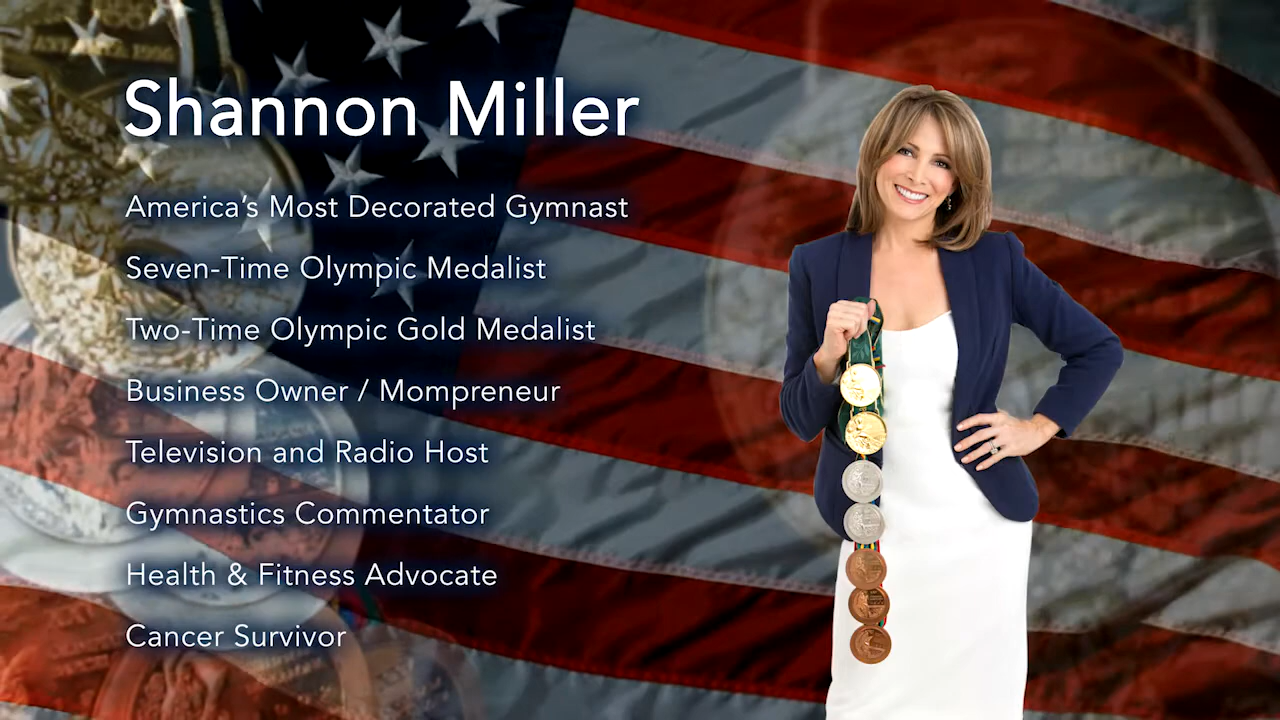 Shannon Miller
America’s Most Decorated Gymnast
Seven-Time Olympic Medalist
Two-Time Olympic Gold Medalist
Business Owner / Mompreneur
Television and Radio Host
Gymnastics Commentator
Health & Fitness Advocate
Cancer Survivor